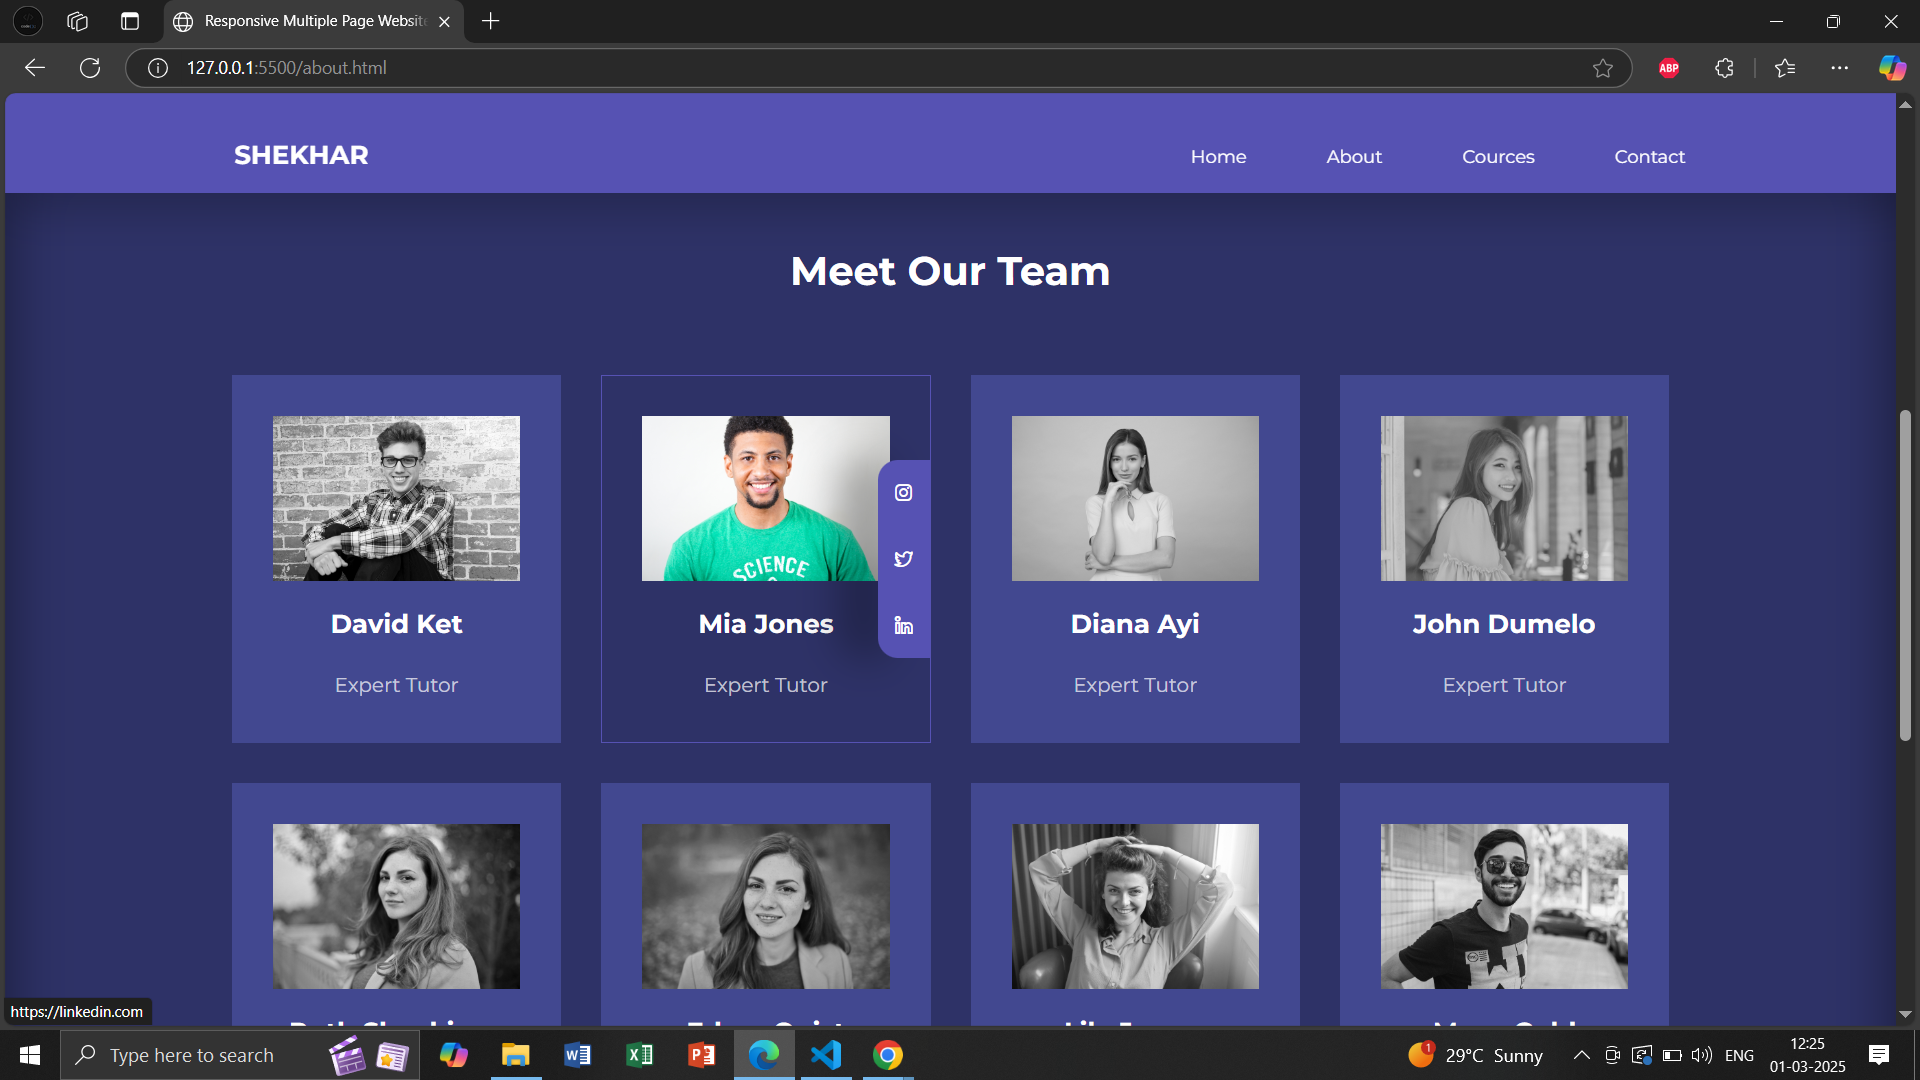 Responsive Multiple Page Website
127.0.0.1:5500/about.html
ABP
SHEKHAR
Home
About
Cources
Contact
Meet Our Team
SCIENCE
David Ket
Mia Jones
Diana Ayi
John Dumelo
Expert Tutor
Expert Tutor
Expert Tutor
Expert Tutor
https://linkedin.com
Type here to search
1
29°C Sunny
ENG
12:25
01-03-2025